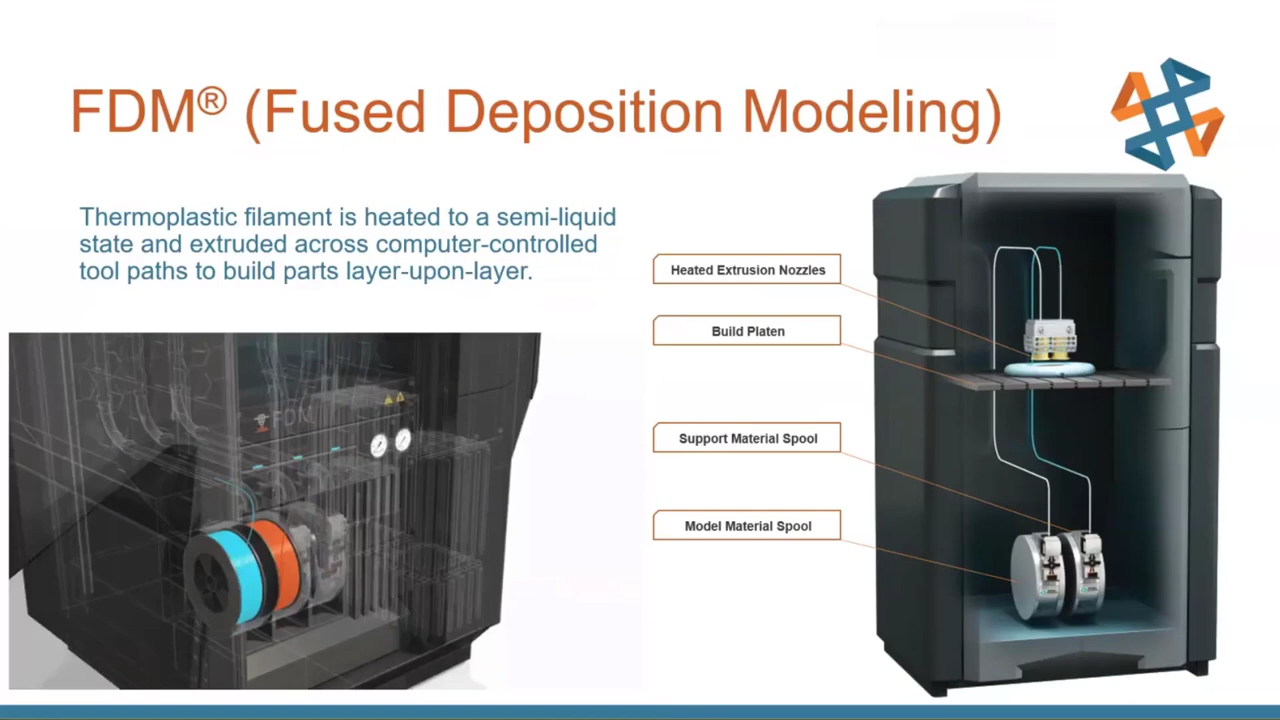 FDM® (Fused Deposition Modeling)
Thermoplastic filament is heated to a semi-liquid
state and extruded across computer-controlled
tool paths to build parts layer-upon-layer.
Heated Extrusion Nozzles
Build Platen
Support Material Spool
Model Material Spool
FDM